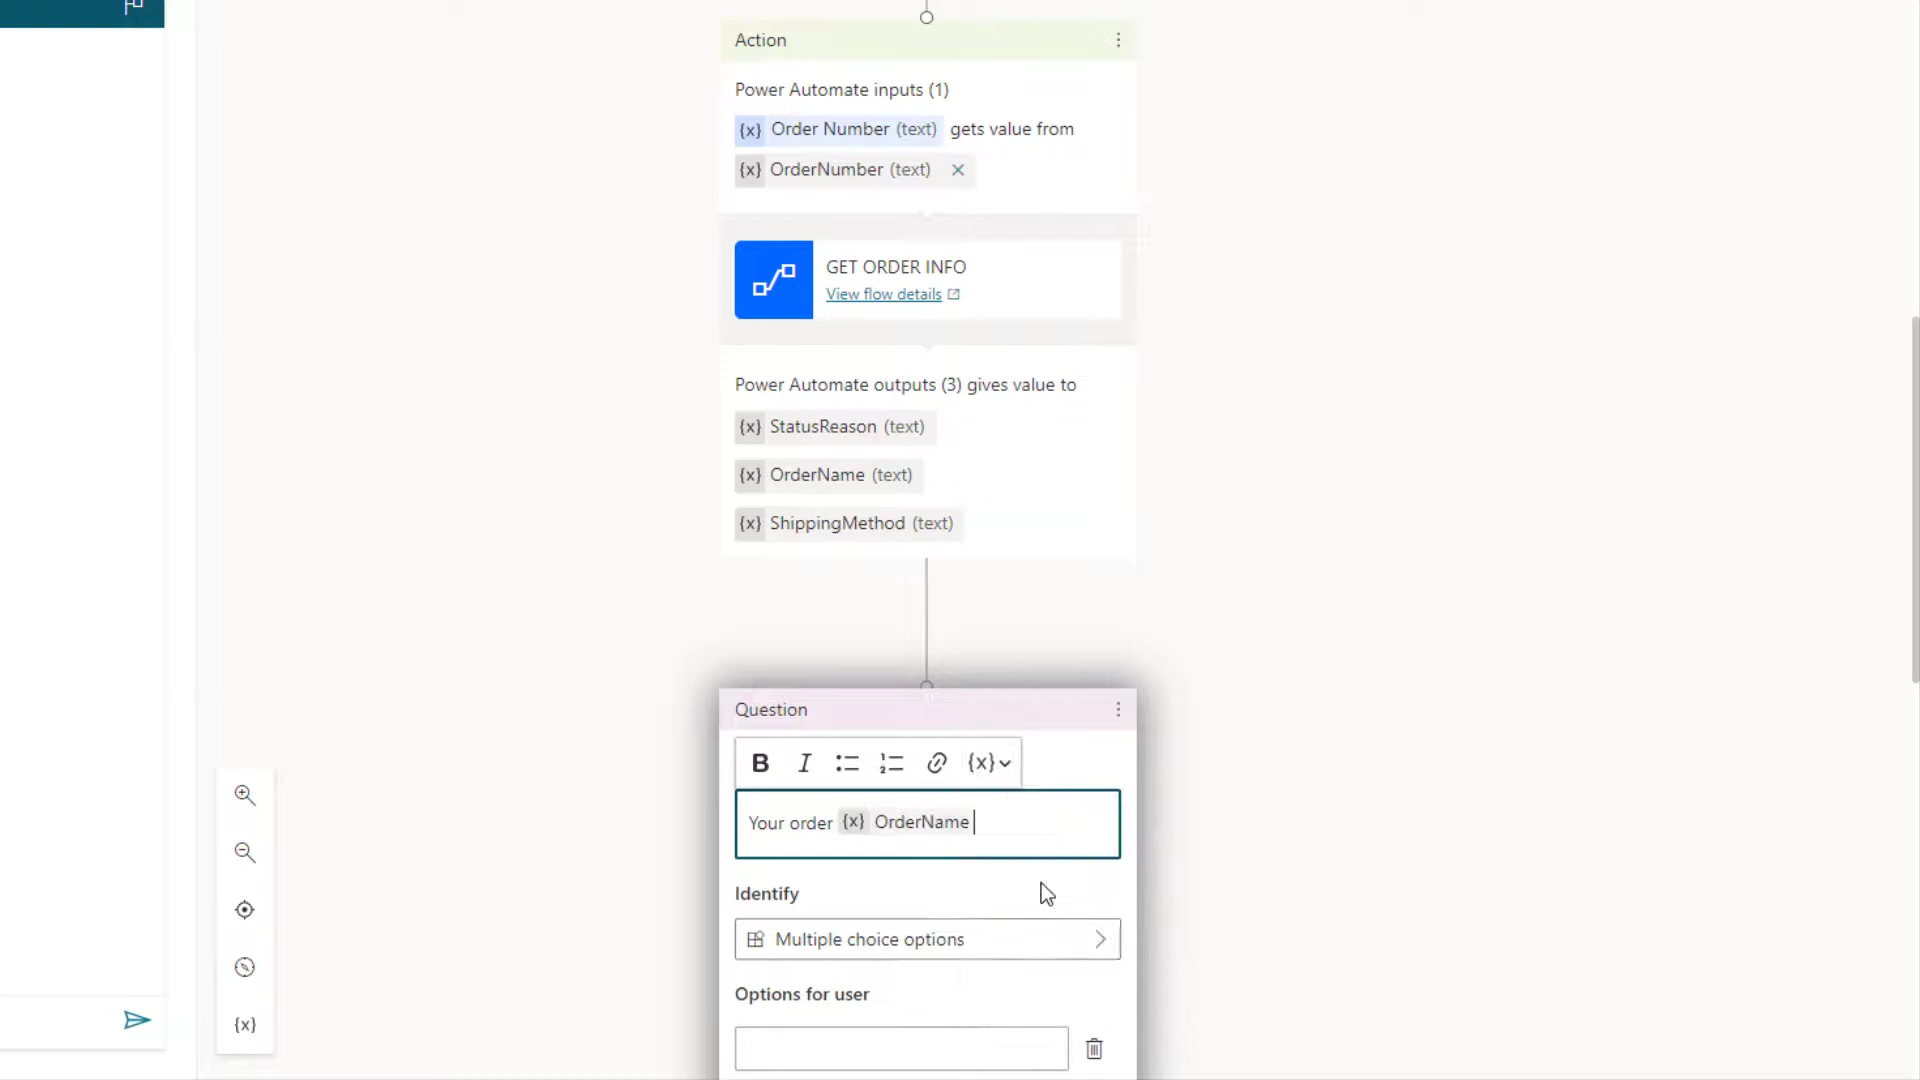 Action
Power Automate inputs (1)
{x} Order Number (text) gets value from
{x} OrderNumber (text)
GET ORDER INFO
View flow details
Power Automate outputs (3) gives value to
{x} StatusReason (text)
{x} OrderName (text)
{x} ShippingMethod (text)
Question
B I {x}
Your order {x} OrderName
Identify
Multiple choice options
Options for user
{x}